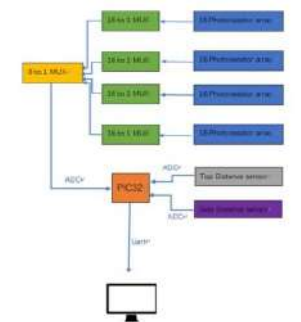 16 to 1 MUX
16 Photoresistor array
16 to 1 MUX
16 Photoresistor array
8 to 1 MUX
16 to 1 MUX
16 Photoresistor array
16 to 1 MUX
16 Photoresistor array
ADC
ADC
PIC32
Top Distance sensor
ADC
Distance sensor
Uart